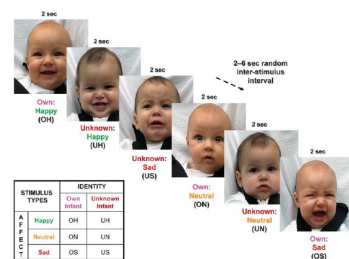 2 sec
Own:
Happy
(OH)
2 sec
Unknown:
Happy
(UH)
2 sec
Unknown:
Sad
(US)
2–6 sec random
inter-stimulus
interval
2 sec
Own:
Neutral
(ON)
2 sec
Unknown:
Neutral
(UN)
2 sec
Own:
Sad
(OS)
STIMULUS TYPES
IDENTITY
Own Infant
Unknown Infant
AFFECT
Happy OH UH
Neutral ON UN
Sad OS US